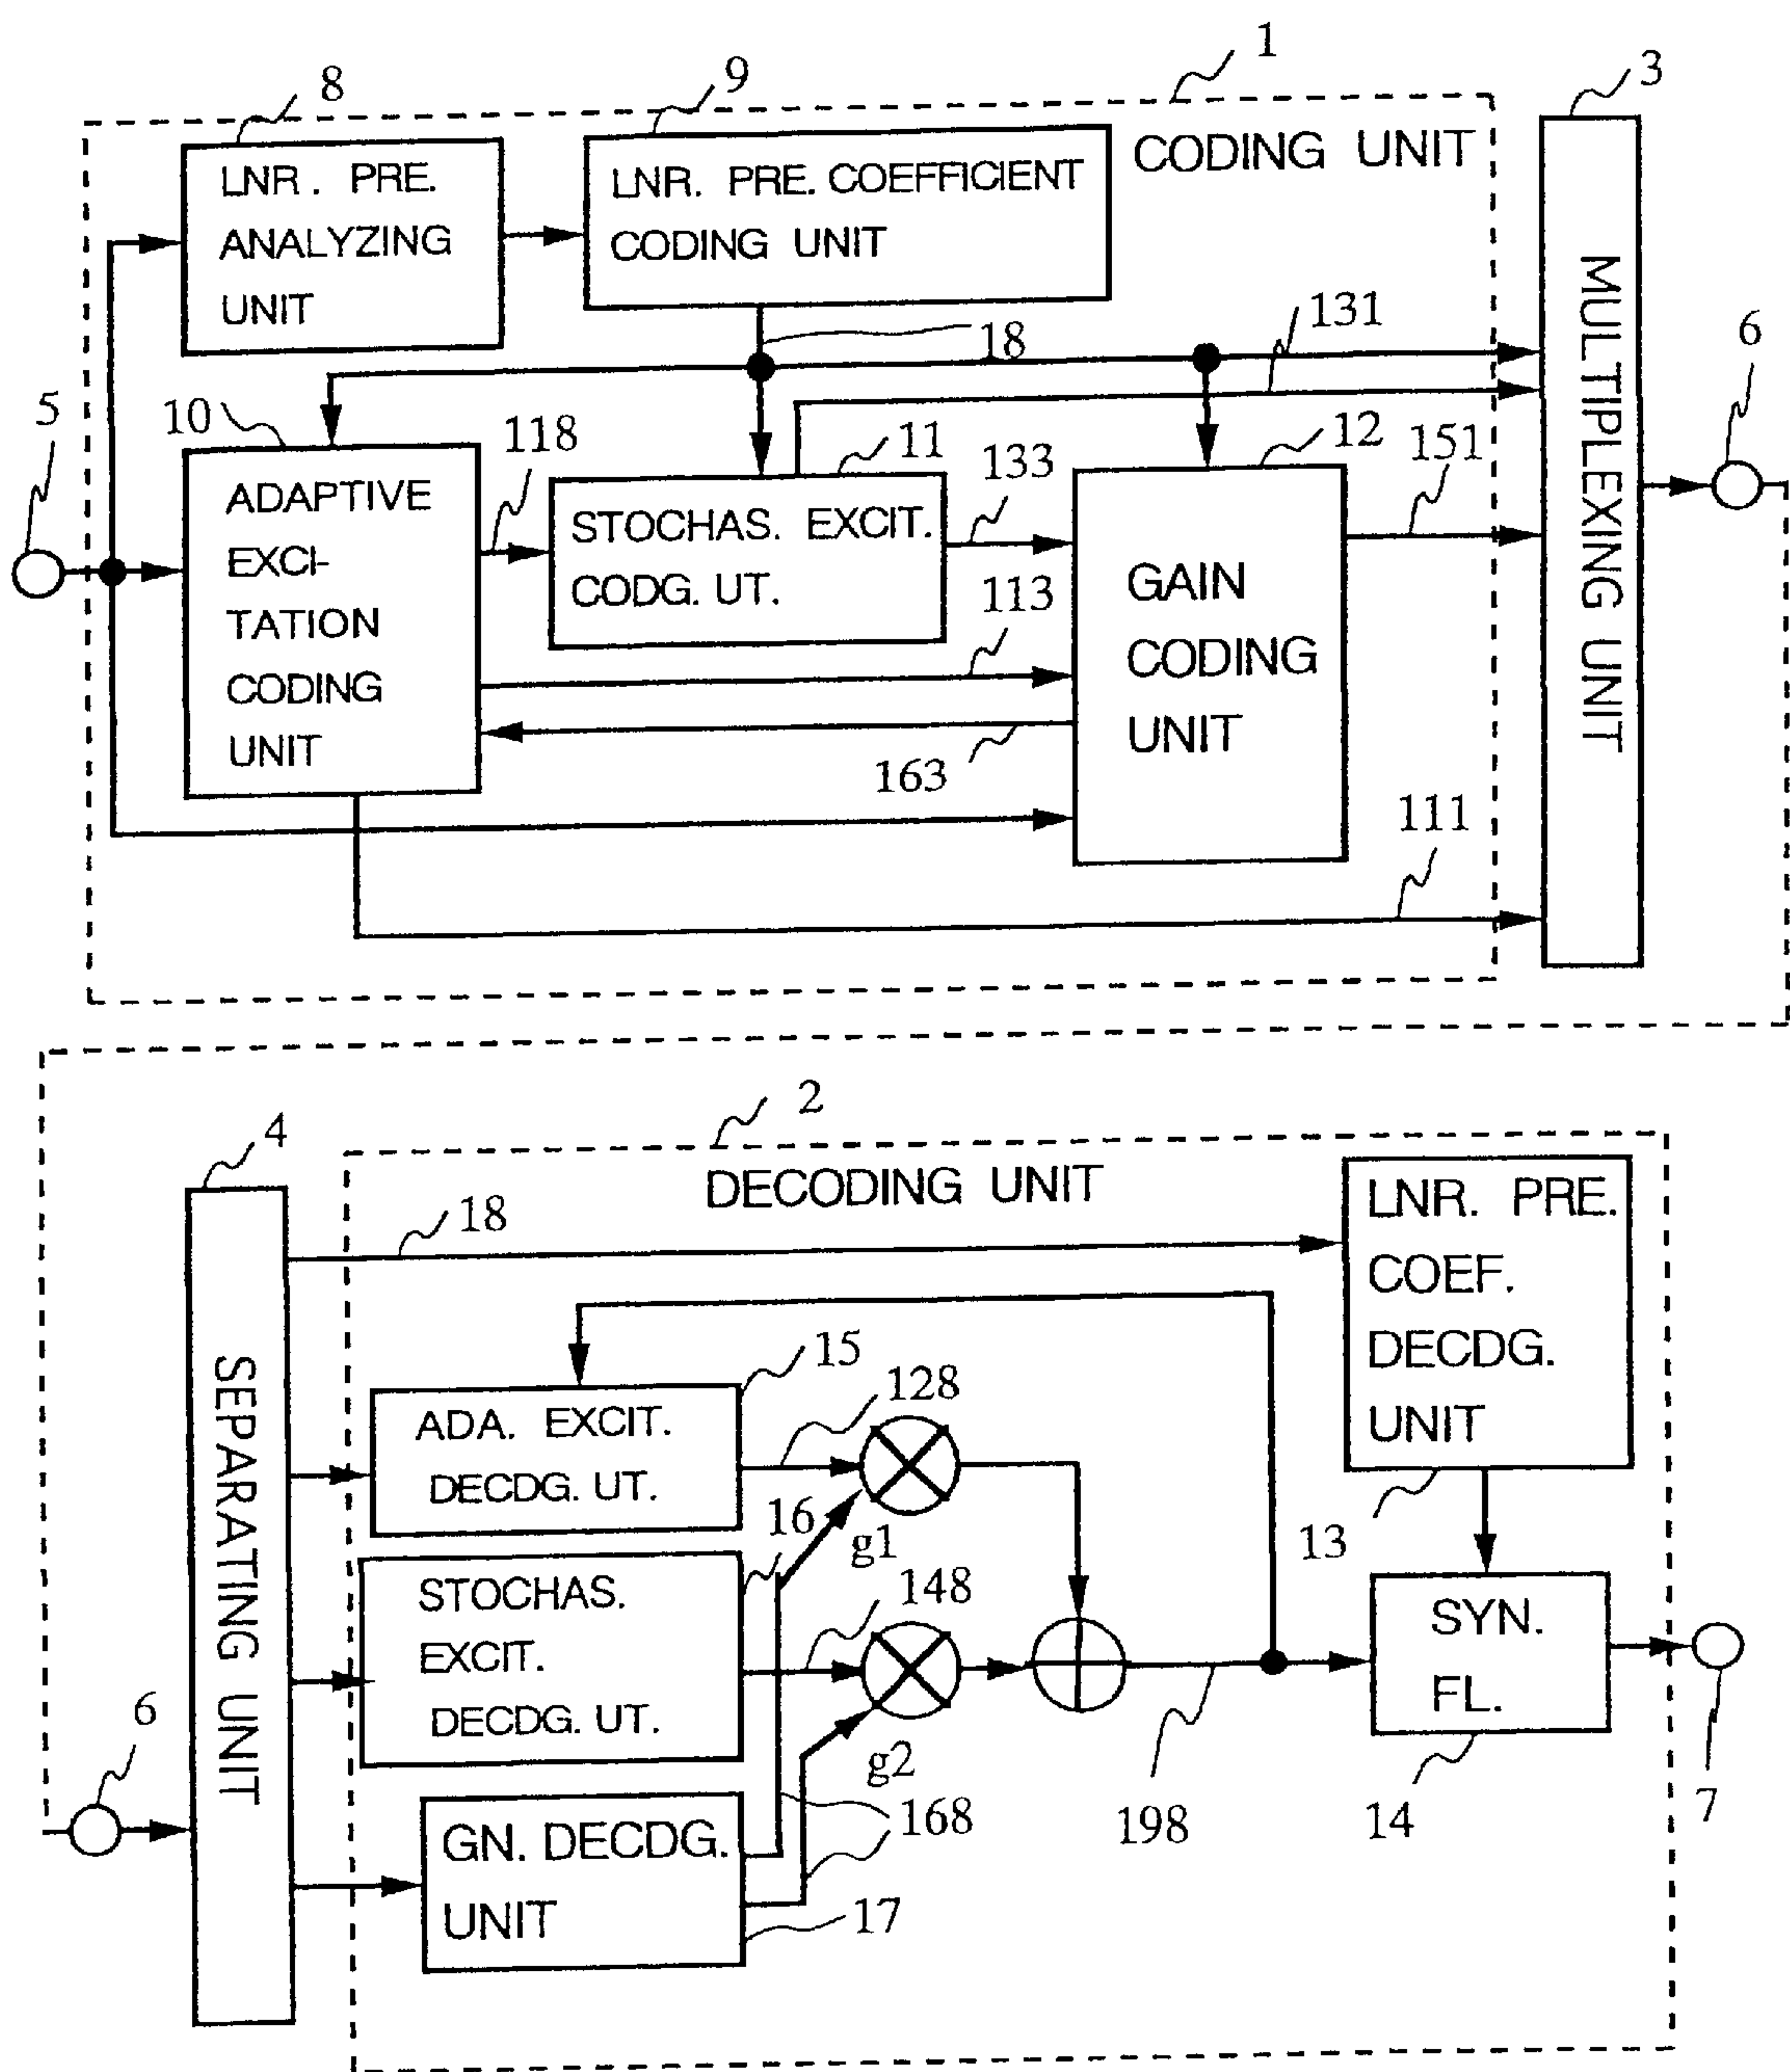 1
3
8
9
CODING UNIT
LNR. PRE.
ANALYZING
UNIT
LNR. PRE. COEFFICIENT
CODING UNIT
MULTIPLEXING UNIT
18
131
6
5
10
118
11
133
12
151
ADAPTIVE
EXCI-
TATION
CODING
UNIT
STOCHAS. EXCIT.
CODG. UT.
113
GAIN
CODING
UNIT
163
111
2
4
DECODING UNIT
18
LNR. PRE.
COEF.
DECDG.
UNIT
SEPARATING UNIT
15
128
ADA. EXCIT.
DECDG. UT.
16
g1
13
STOCHAS.
EXCIT.
DECDG. UT.
148
SYN.
FL.
6
g2
168
198
14
7
GN. DECDG.
UNIT
17